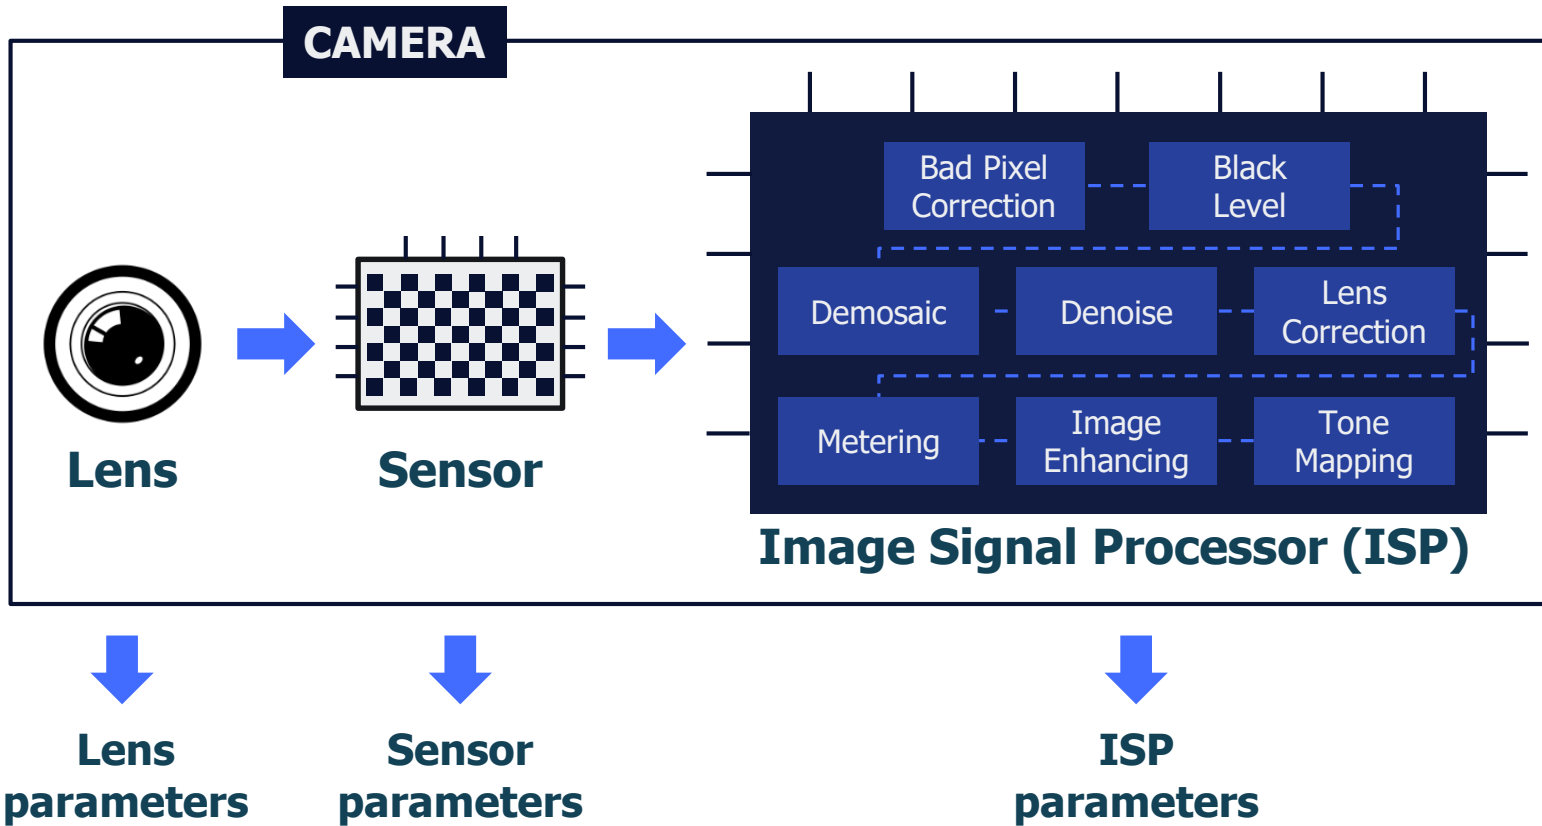 CAMERA
Bad Pixel
Correction
Black
Level
Demosaic
Denoise
Lens
Correction
Metering
Image
Enhancing
Tone
Mapping
Lens
Sensor
Image Signal Processor (ISP)
Lens
parameters
Sensor
parameters
ISP
parameters